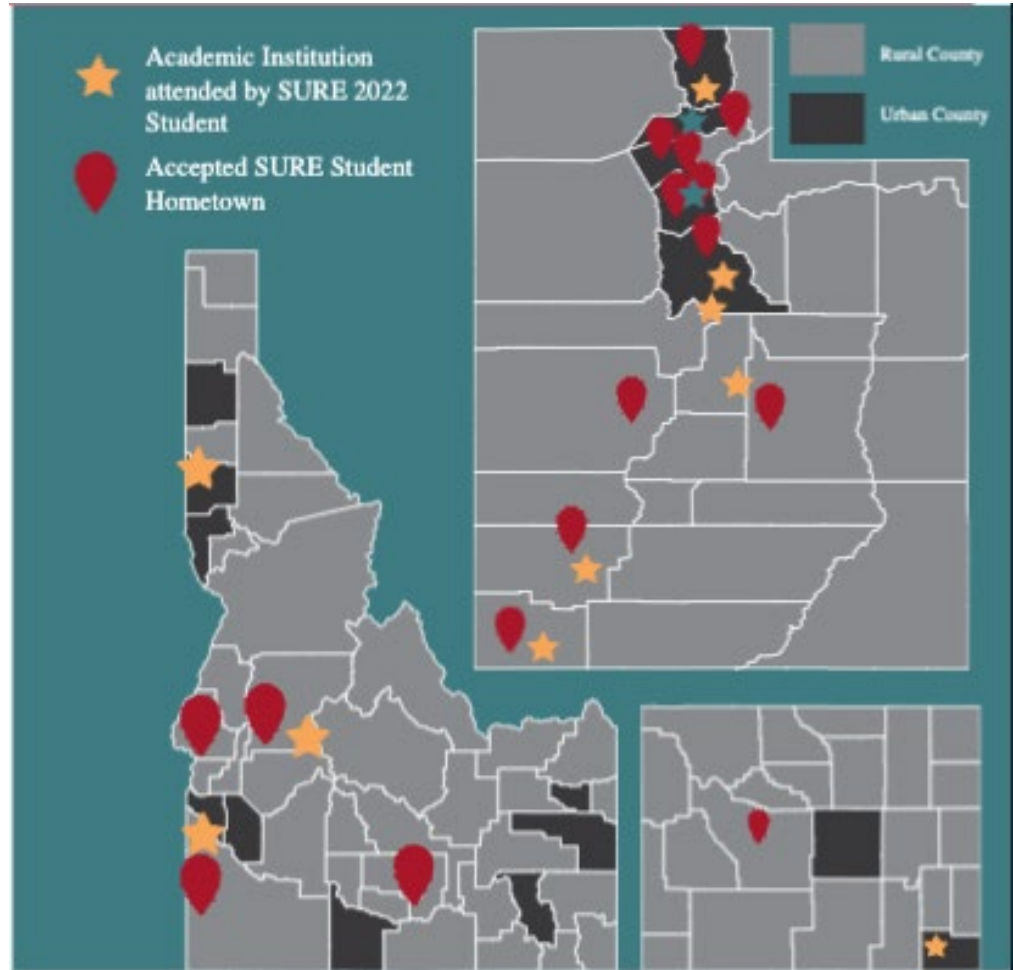 Academic Institution
attended by SURE 2022
Student
Accepted SURE Student
Hometown
Rural County
Urban County